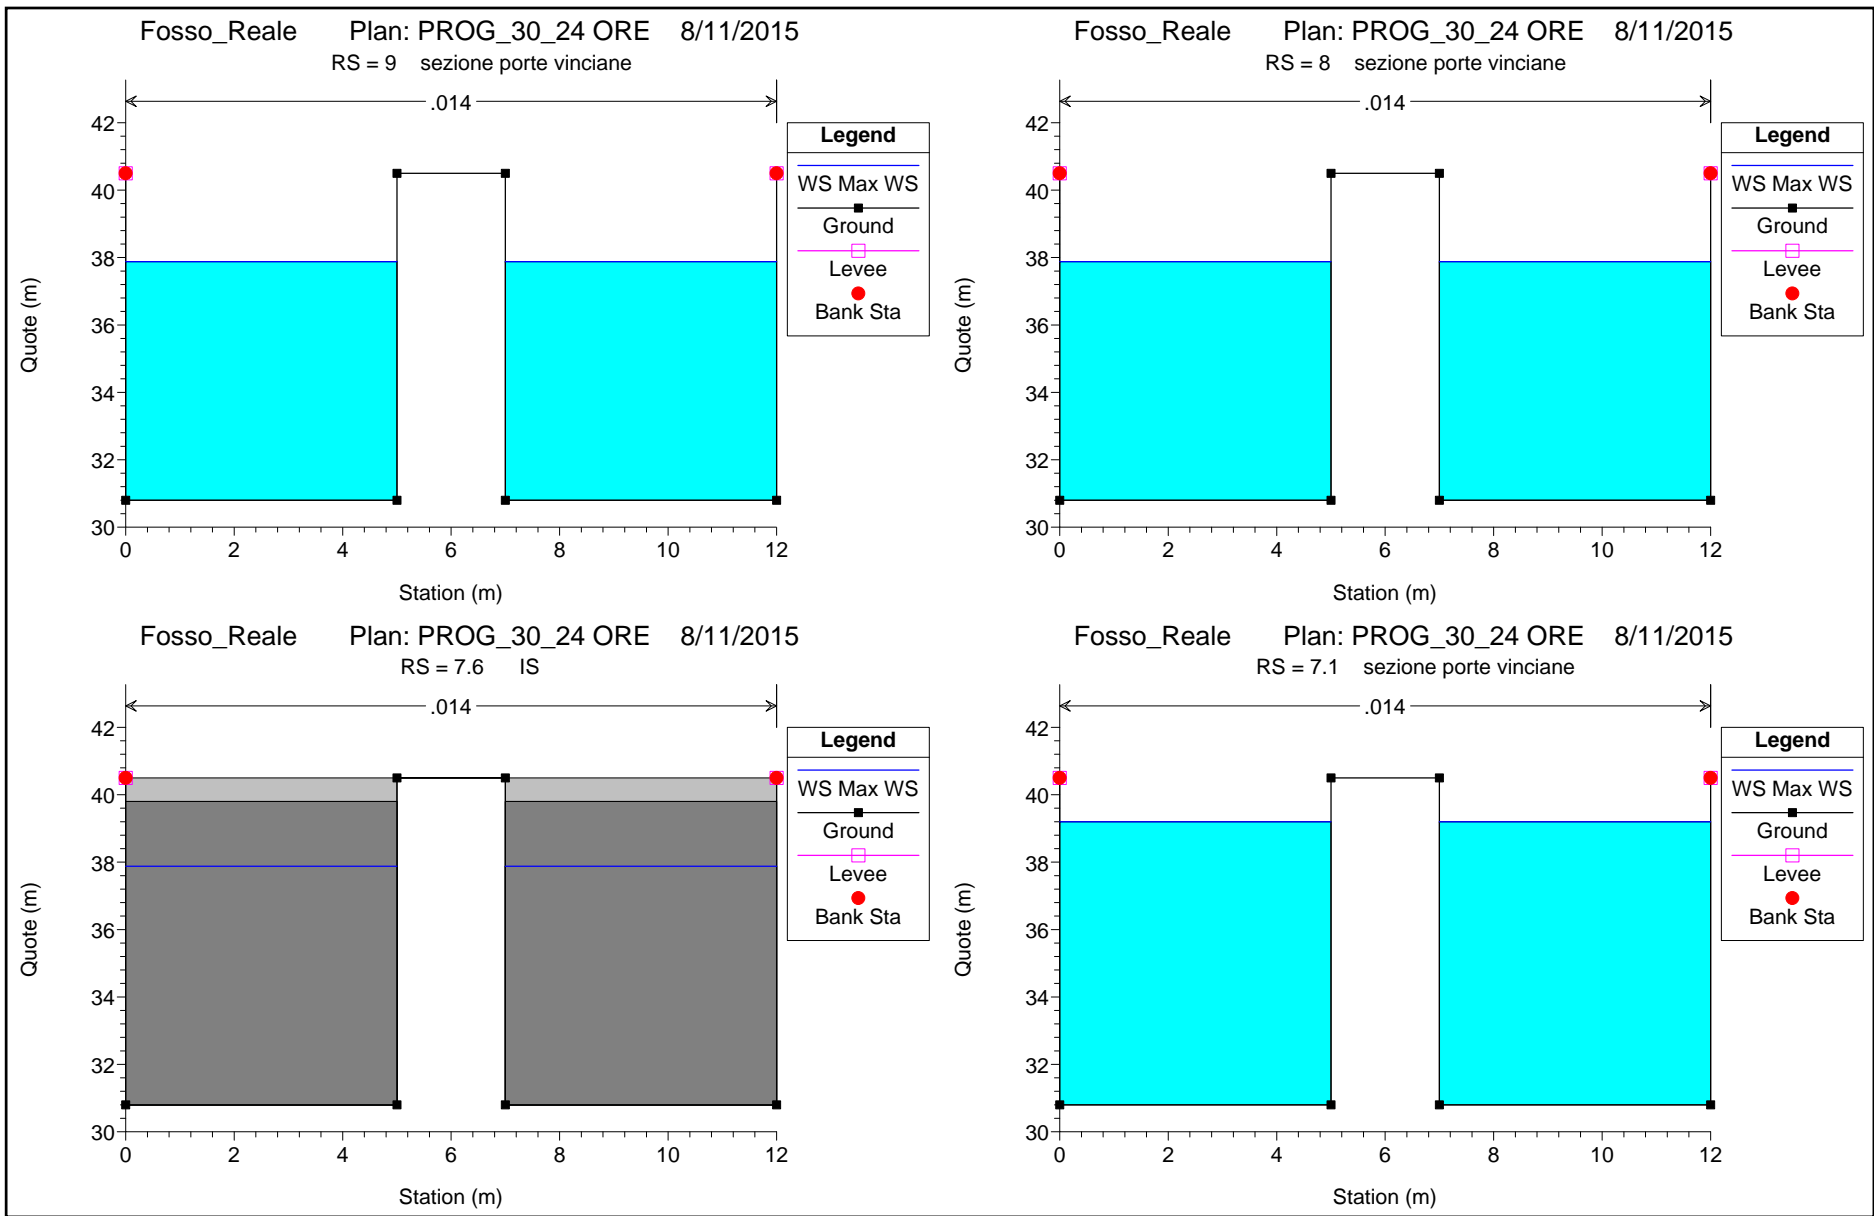 Fosso_Reale Plan: PROG_30_24 ORE 8/11/2015
RS = 9 sezione porte vinciane
.014
42
40
38
36
34
32
30
0 2 4 6 8 10 12
Station (m)
Quote (m)
Legend
WS Max WS
Ground
Levee
Bank Sta
Fosso_Reale Plan: PROG_30_24 ORE 8/11/2015
RS = 8 sezione porte vinciane
.014
42
40
38
36
34
32
30
0 2 4 6 8 10 12
Station (m)
Quote (m)
Legend
WS Max WS
Ground
Levee
Bank Sta
Fosso_Reale Plan: PROG_30_24 ORE 8/11/2015
RS = 7.6 IS
.014
42
40
38
36
34
32
30
0 2 4 6 8 10 12
Station (m)
Quote (m)
Legend
WS Max WS
Ground
Levee
Bank Sta
Fosso_Reale Plan: PROG_30_24 ORE 8/11/2015
RS = 7.1 sezione porte vinciane
.014
42
40
38
36
34
32
30
0 2 4 6 8 10 12
Station (m)
Quote (m)
Legend
WS Max WS
Ground
Levee
Bank Sta